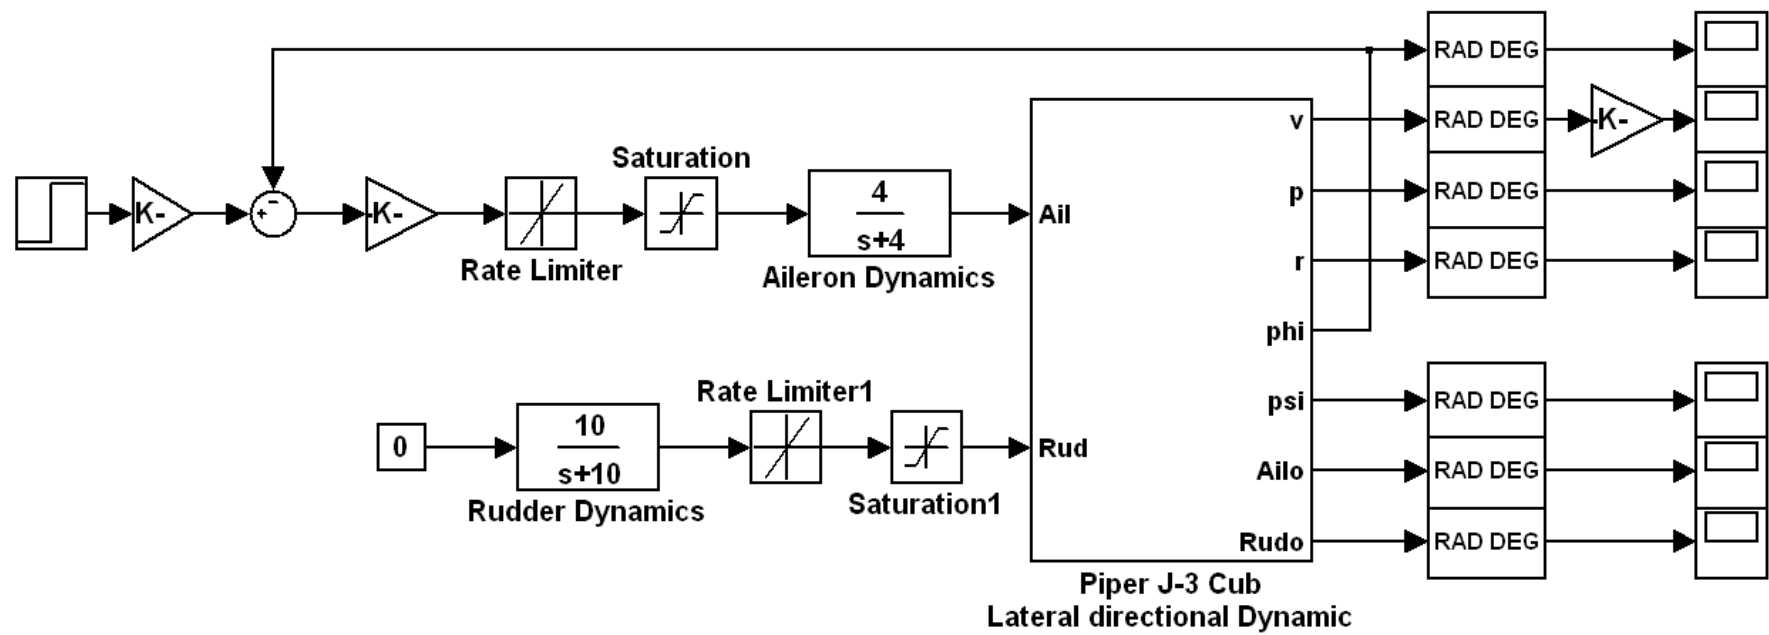 RAD DEG
v
RAD DEG
-K-
Saturation
p
RAD DEG
K-
+
−
-K-
4
s+4
Ail
Rate Limiter
Aileron Dynamics
r
RAD DEG
phi
Rate Limiter1
psi
RAD DEG
0
10
s+10
Rud
Rudder Dynamics
Saturation1
Ailo
RAD DEG
Rudo
RAD DEG
Piper J-3 Cub
Lateral directional Dynamic